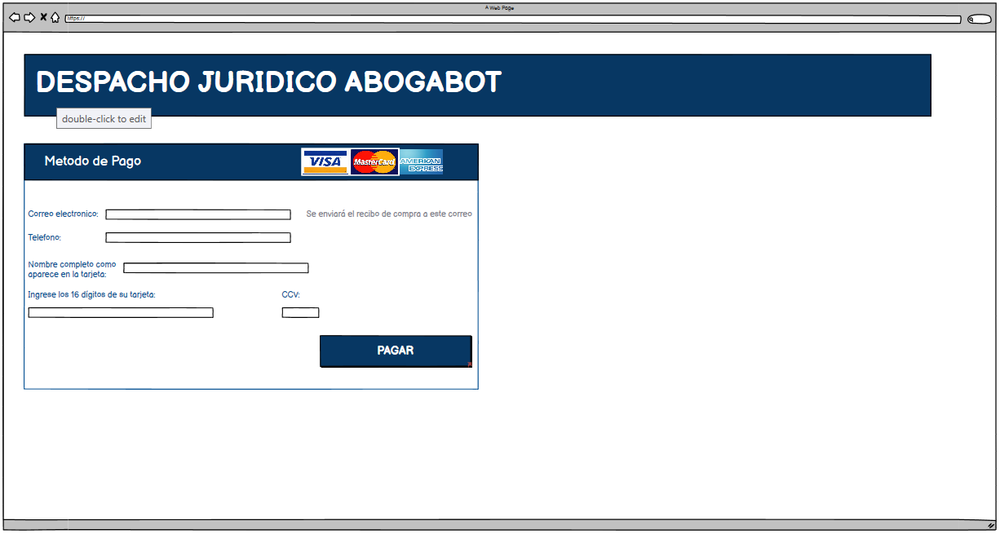 A Web Page
https://
DESPACHO JURIDICO ABOGABOT
double-click to edit
Metodo de Pago
VISA
MasterCard
AMERICAN
EXPRESS
Correo electronico:
Se enviará el recibo de compra a este correo
Telefono:
Nombre completo como
aparece en la tarjeta:
Ingrese los 16 dígitos de su tarjeta:
CCV:
PAGAR